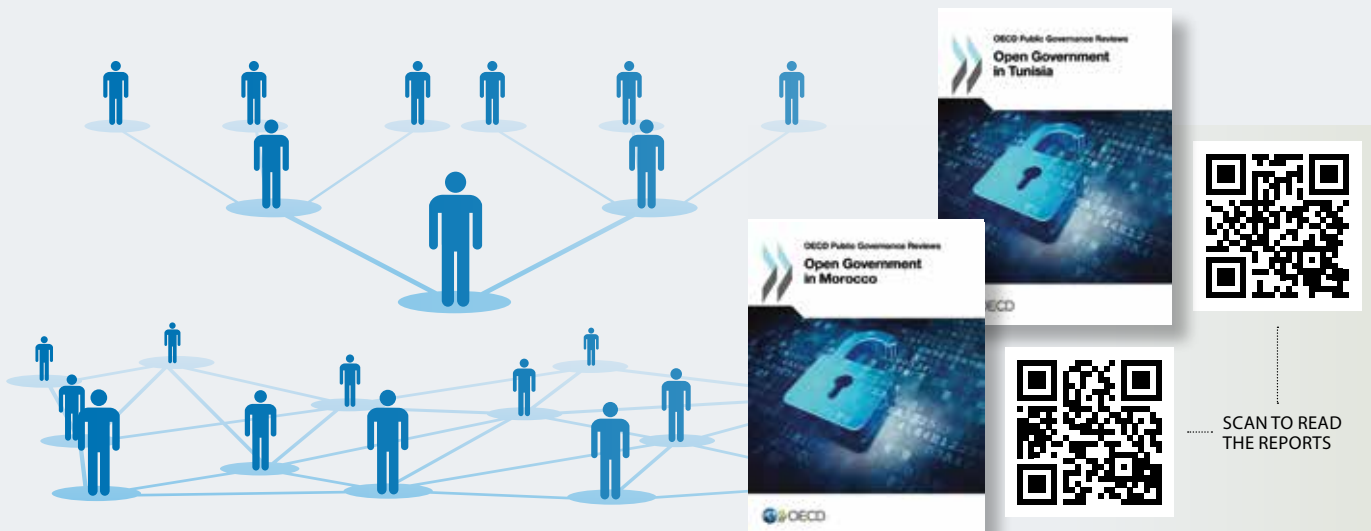 OECD Public Governance Reviews
Open Government
in Tunisia
OECD
OECD Public Governance Reviews
Open Government
in Morocco
OECD
SCAN TO READ
THE REPORTS